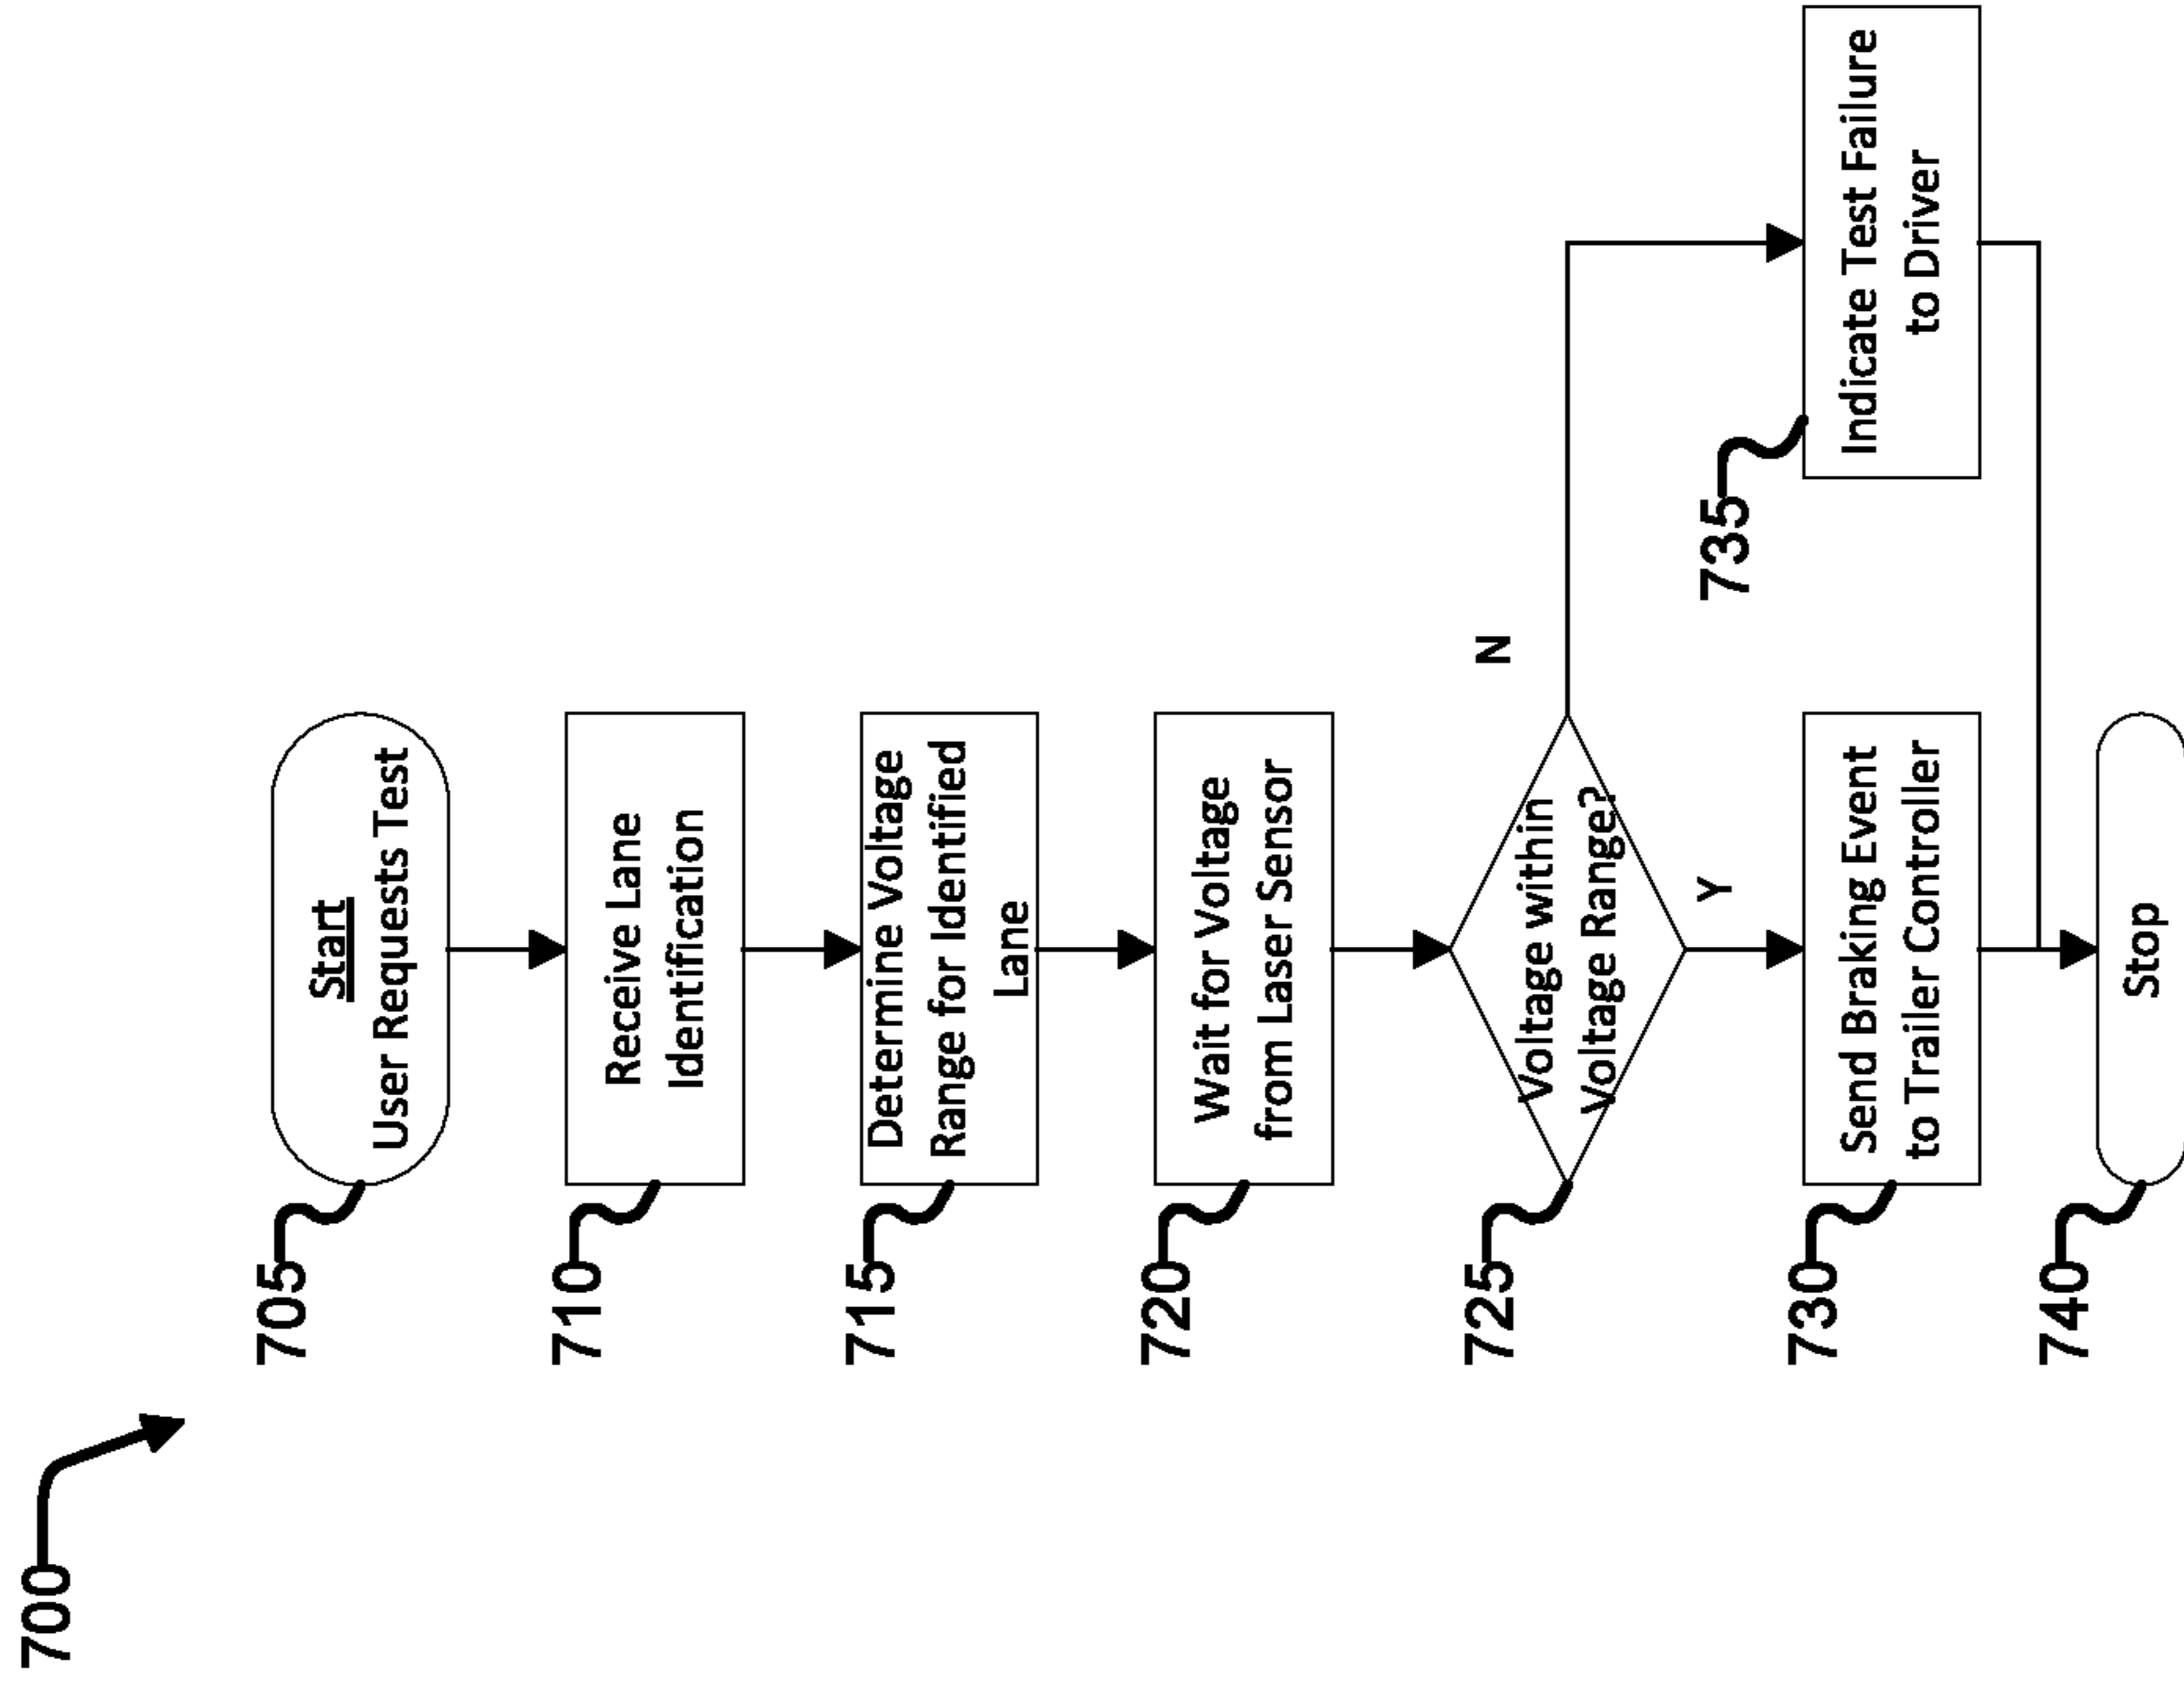 700
705
Start
User Requests Test
710
Receive Lane
Identification
715
Determine Voltage
Range for Identified
Lane
720
Wait for Voltage
from Laser Sensor
725
Voltage within
Voltage Range?
N
Y
730
Send Braking Event
to Trailer Controller
735
Indicate Test Failure
to Driver
740
Stop